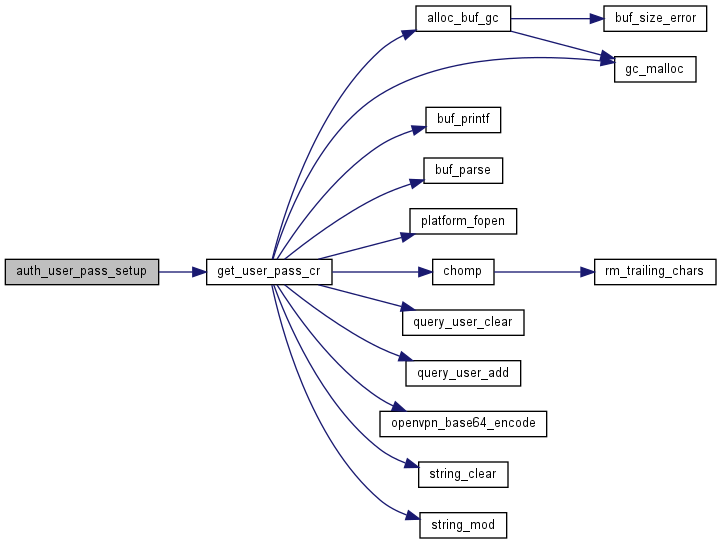 alloc_buf_gc
buf_size_error
gc_malloc
buf_printf
buf_parse
platform_fopen
auth_user_pass_setup
get_user_pass_cr
chomp
rm_trailing_chars
query_user_clear
query_user_add
openvpn_base64_encode
string_clear
string_mod